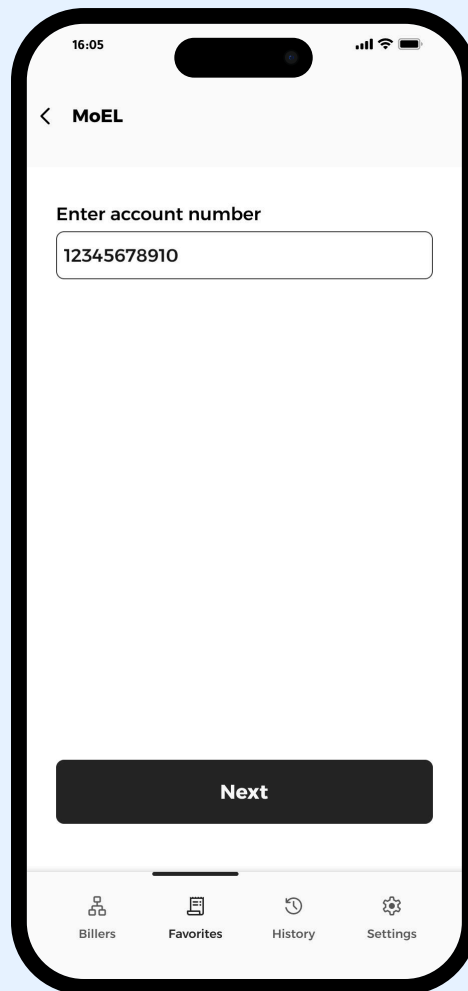 16:05
MoEL
Enter account number
12345678910
Next
Billers Favorites History Settings